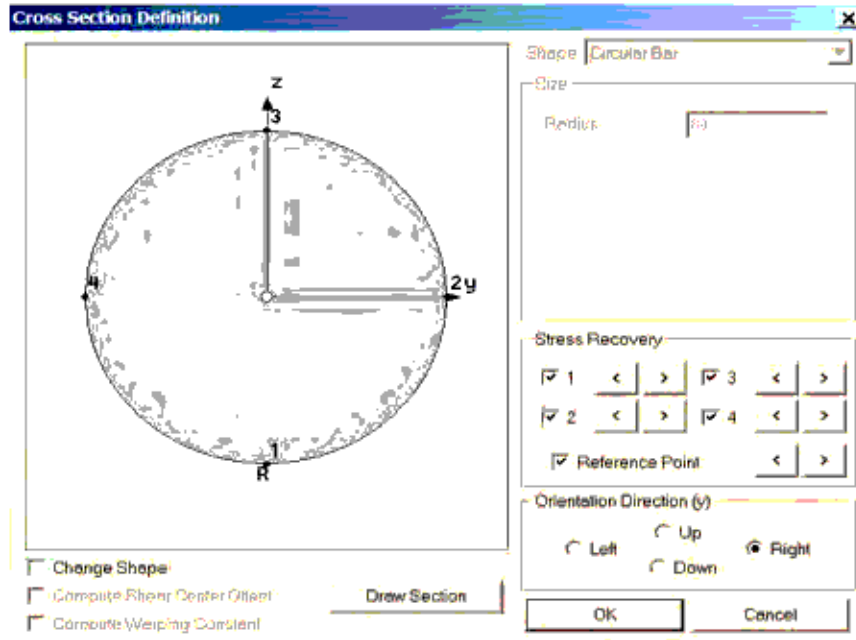 Cross Section Definition
Shape Circular Bar
Size
Radius
z
3
4
2y
1
R
Stress Recovery
1 < > 3 < >
2 < > 4 < >
Reference Point < >
Orientation Direction (y)
Up
Left Right
Down
Change Shape
Compute Shear Center Offset
Compute Warping Constant
Draw Section
OK Cancel